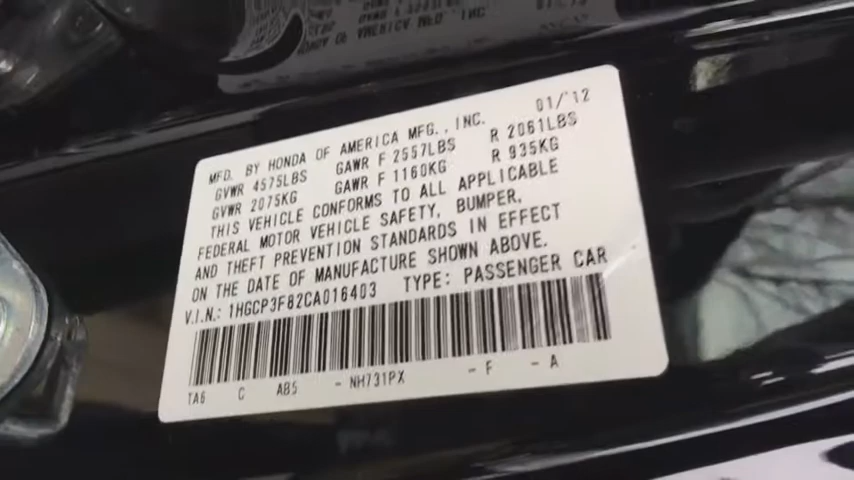 MFD. BY HONDA OF AMERICA MFG., INC. 01/'12
GVWR 4575LBS GAWR F 2557LBS R 2061LBS
GVWR 2075KG GAWR F 1160KG R 935KG
THIS VEHICLE CONFORMS TO ALL APPLICABLE
FEDERAL MOTOR VEHICLE SAFETY, BUMPER,
AND THEFT PREVENTION STANDARDS IN EFFECT
ON THE DATE OF MANUFACTURE SHOWN ABOVE.
V.I.N.: 1HGCP3F82CA016403 TYPE: PASSENGER CAR
TA6 C AB5 - NH731PX - F - A